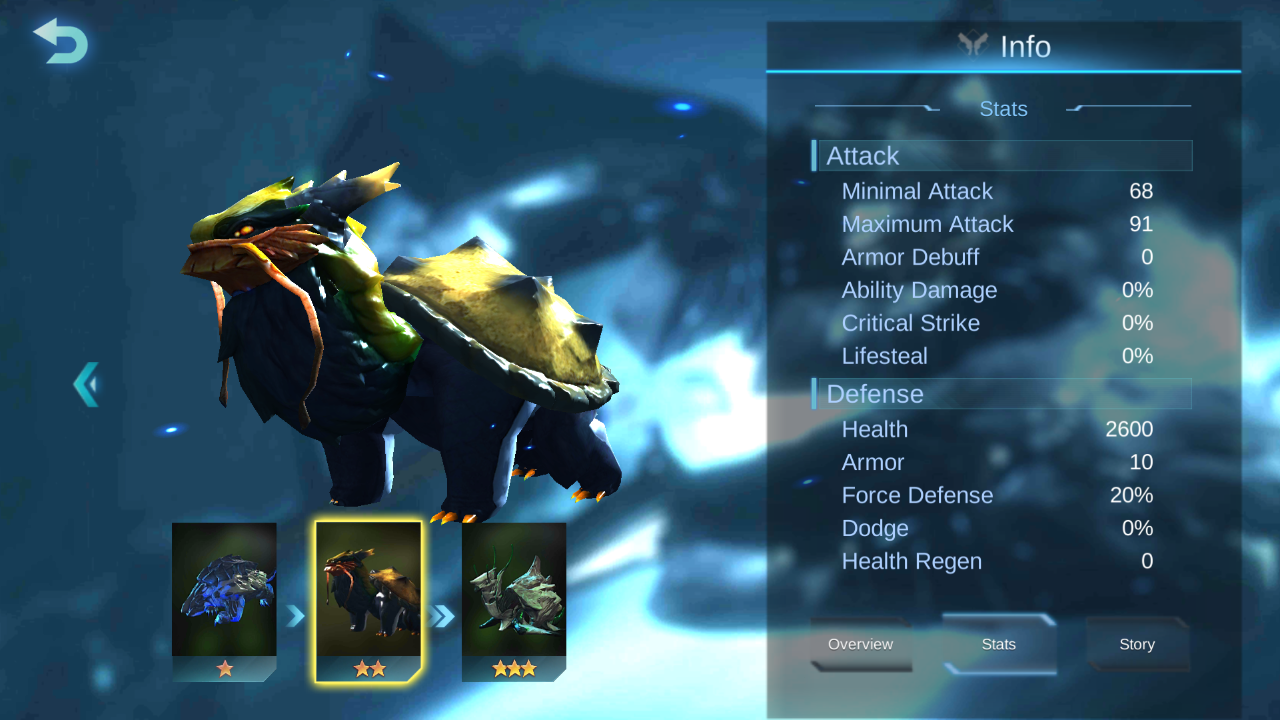 Info
Stats
Attack
Minimal Attack 68
Maximum Attack 91
Armor Debuff 0
Ability Damage 0%
Critical Strike 0%
Lifesteal 0%
Defense
Health 2600
Armor 10
Force Defense 20%
Dodge 0%
Health Regen 0
Overview Stats Story